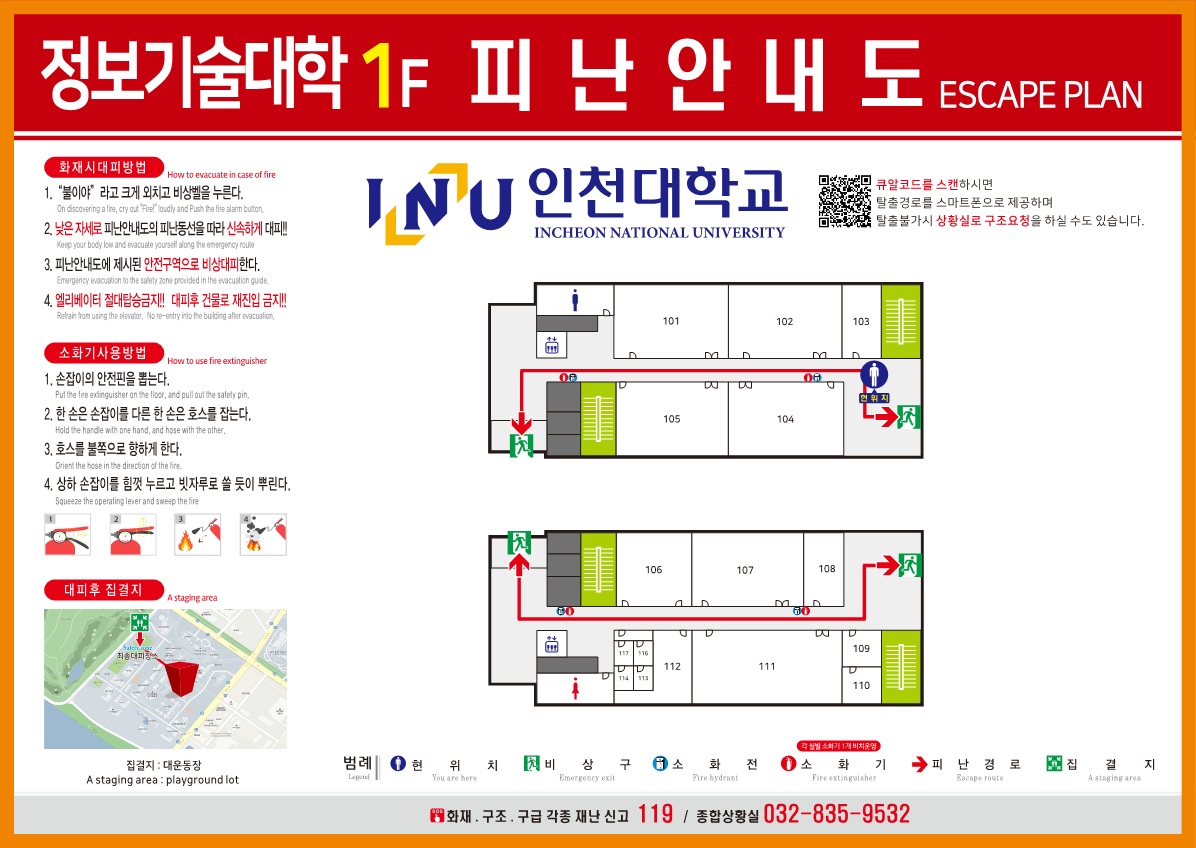 정보기술대학 1F 피난안내도 ESCAPE PLAN
화재시대피방법 How to evacuate in case of fire
1. “불이야” 라고 크게 외치고 비상벨을 누른다.
On discovering a fire, cry out "Fire!" loudly and Push the fire alarm button.
2. 낮은 자세로 피난안내도의 피난동선을 따라 신속하게 대피!!
Keep your body low and evacuate yourself along the emergency route
3. 피난안내도에 제시된 안전구역으로 비상대피한다.
Emergency evacuation to the safety zone provided in the evacuation guide.
4. 엘리베이터 절대탑승금지!! 대피후 건물로 재진입 금지!!
Refrain from using the elevator. No re-entry into the building after evacuation.
소화기사용방법 How to use fire extinguisher
1. 손잡이의 안전핀을 뽑는다.
Put the fire extinguisher on the floor, and pull out the safety pin.
2. 한 손은 손잡이를 다른 한 손은 호스를 잡는다.
Hold the handle with one hand, and hose with the other.
3. 호스를 불쪽으로 향하게 한다.
Orient the hose in the direction of the fire.
4. 상하 손잡이를 힘껏 누르고 빗자루로 쓸 듯이 뿌린다.
Squeeze the operating lever and sweep the fire
1 2 3 4
대피후 집결지 A staging area
Safety zone
최종대피장소
집결지 : 대운동장
A staging area : playground lot
INU 인천대학교
INCHEON NATIONAL UNIVERSITY
큐알코드를 스캔하시면
탈출경로를 스마트폰으로 제공하며
탈출불가시 상황실로 구조요청을 하실 수도 있습니다.
101 102 103
현위치
105 104
106 107 108
117 116
114 113
112 111
109
110
각 실별 소화기 1개 비치운영
범례 현위치 비상구 소화전 소화기 피난경로 집결지
Legend You are here Emergency exit Fire hydrant Fire extinguisher Escape route A staging area
화재 . 구조 . 구급 각종 재난 신고 119 / 종합상황실 032-835-9532